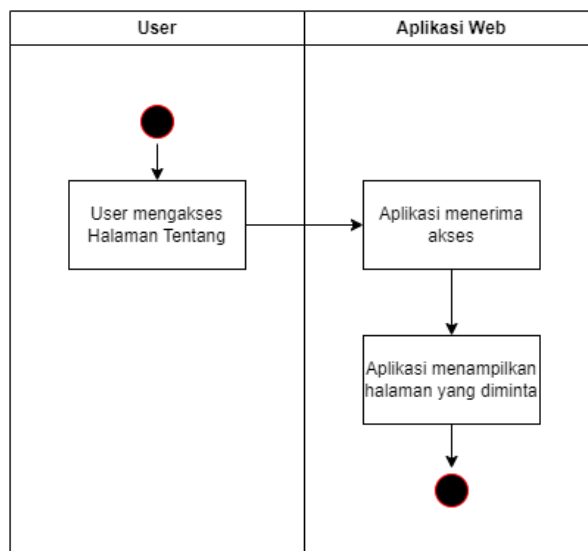 User
Aplikasi Web
User mengakses
Halaman Tentang
Aplikasi menerima
akses
Aplikasi menampilkan
halaman yang diminta